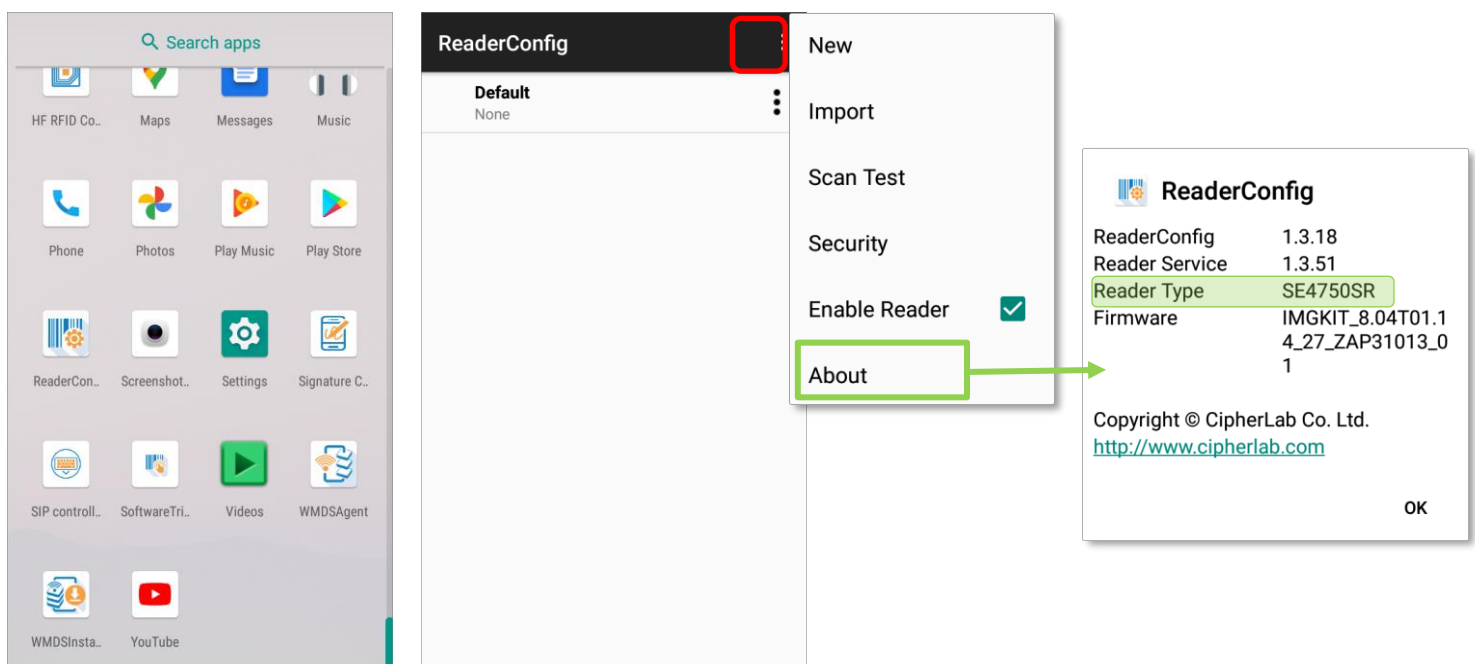 Search apps
HF RFID Co..
Maps
Messages
Music
Phone
Photos
Play Music
Play Store
ReaderCon..
Screenshot..
Settings
Signature C..
SIP controll..
SoftwareTri..
Videos
WMDSAgent
WMDSInsta..
YouTube
ReaderConfig
Default
None
New
Import
Scan Test
Security
Enable Reader
About
ReaderConfig
ReaderConfig 1.3.18
Reader Service 1.3.51
Reader Type SE4750SR
Firmware IMGKIT_8.04T01.1
4_27_ZAP31013_0
1
Copyright © CipherLab Co. Ltd.
http://www.cipherlab.com
OK